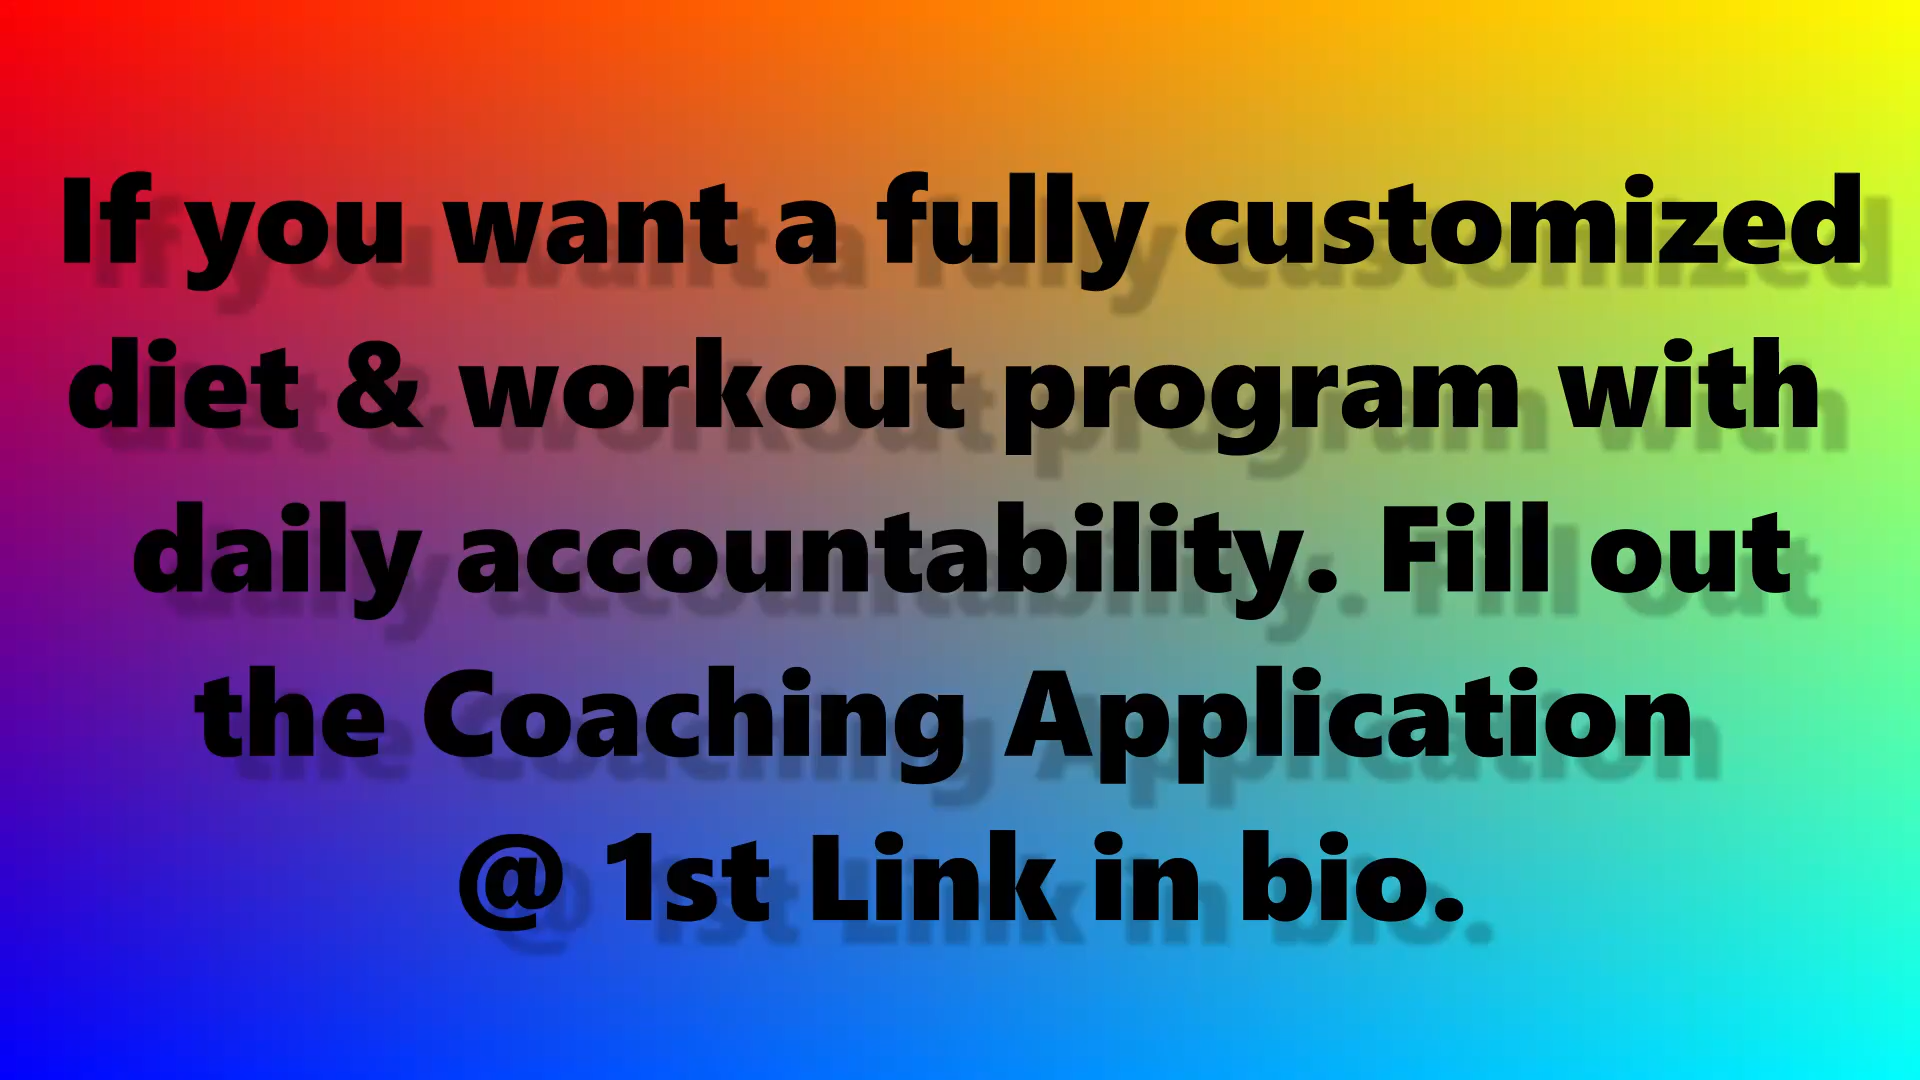 If you want a fully customized
diet & workout program with
daily accountability. Fill out
the Coaching Application
@ 1st Link in bio.